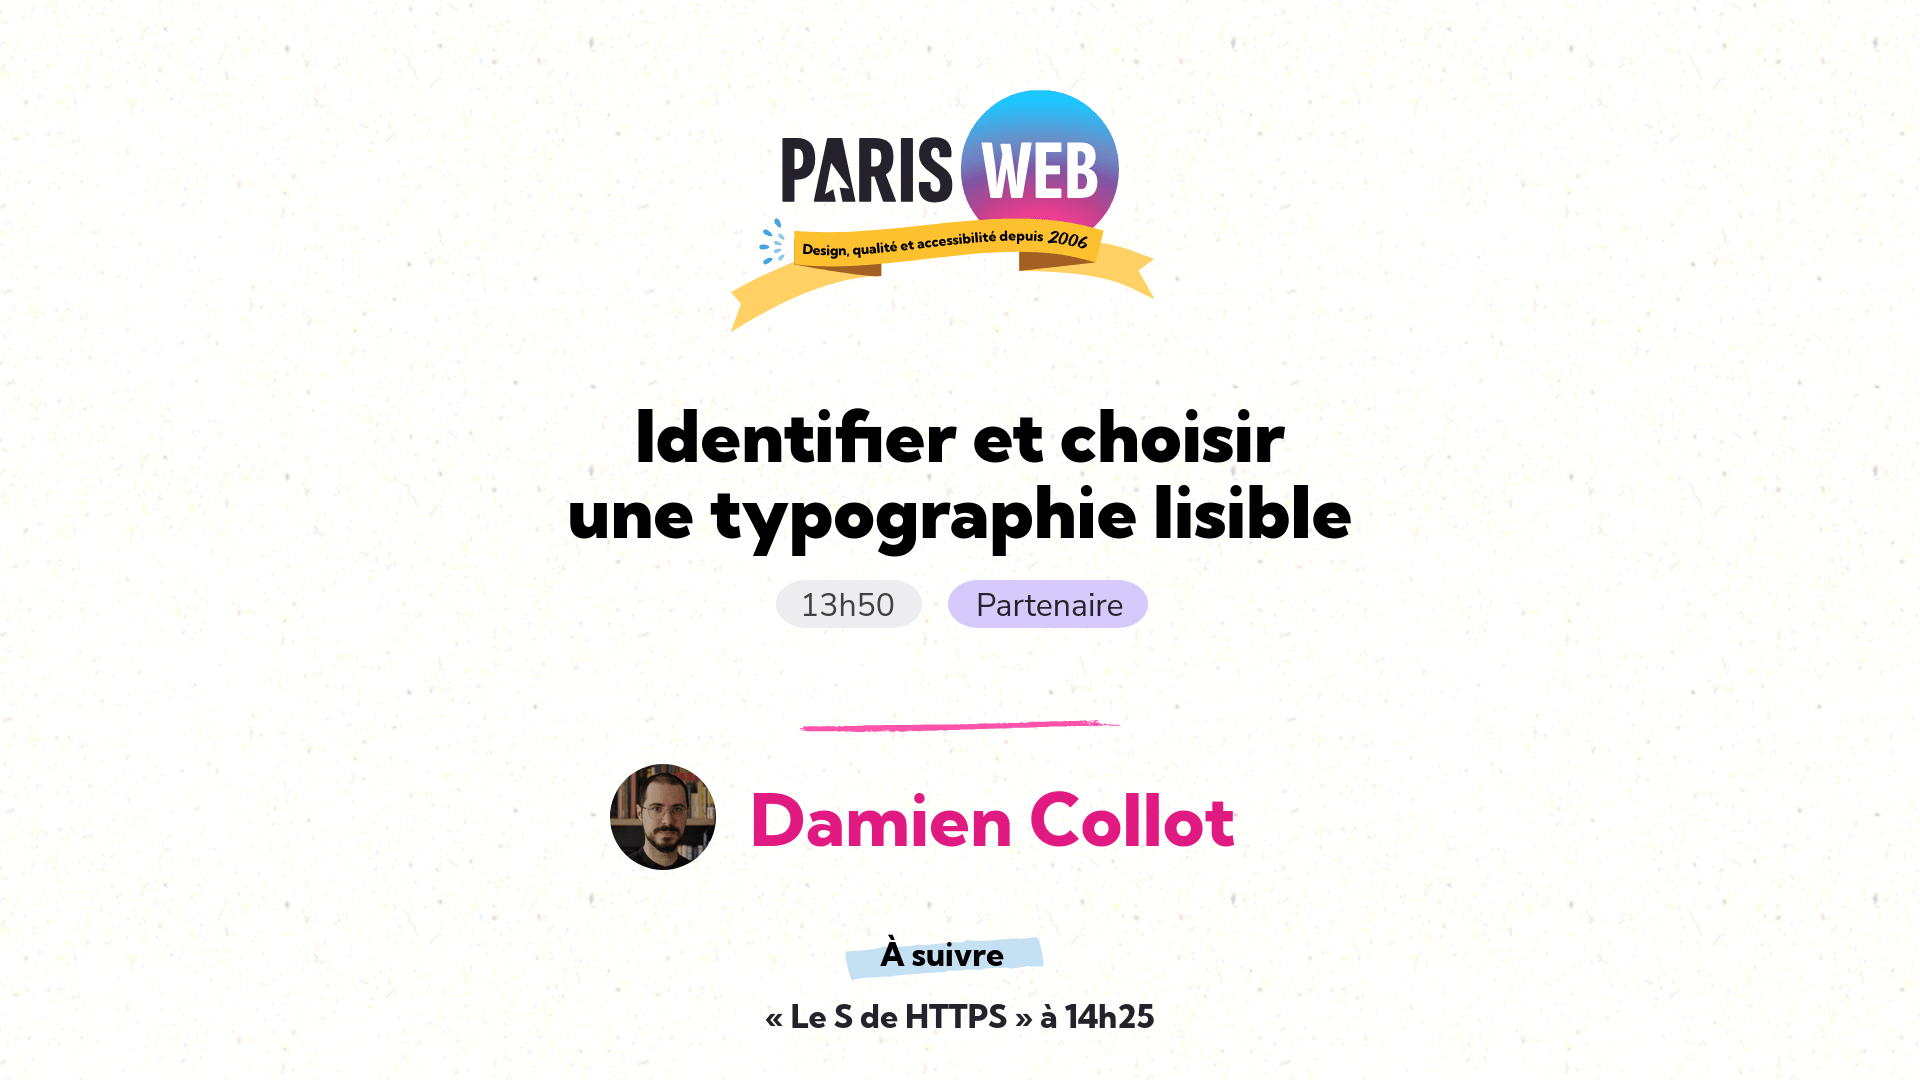 PARIS WEB
Design, qualité et accessibilité depuis 2006
Identifier et choisir
une typographie lisible
13h50 Partenaire
Damien Collot
À suivre
« Le S de HTTPS » à 14h25